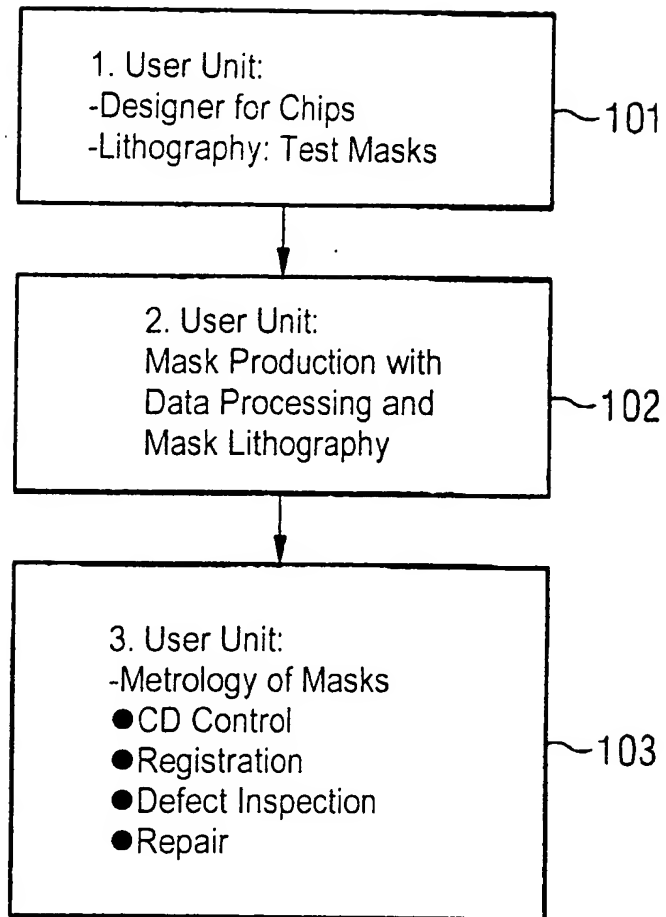 1. User Unit:
-Designer for Chips
-Lithography: Test Masks
101
2. User Unit:
Mask Production with
Data Processing and
Mask Lithography
102
3. User Unit:
-Metrology of Masks
●CD Control
●Registration
●Defect Inspection
●Repair
103